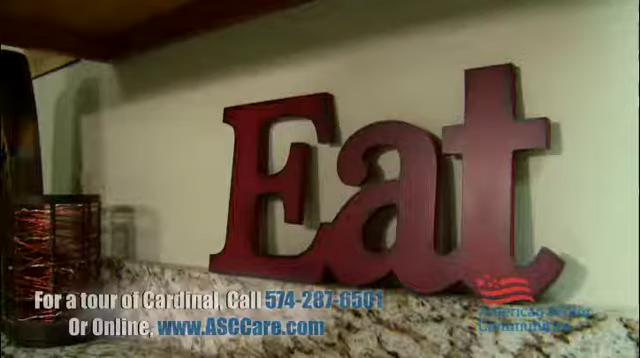 Eat
For a tour of Cardinal, Call 574-287-6501
Or Online, www.ASCCare.com
American Senior
Communities